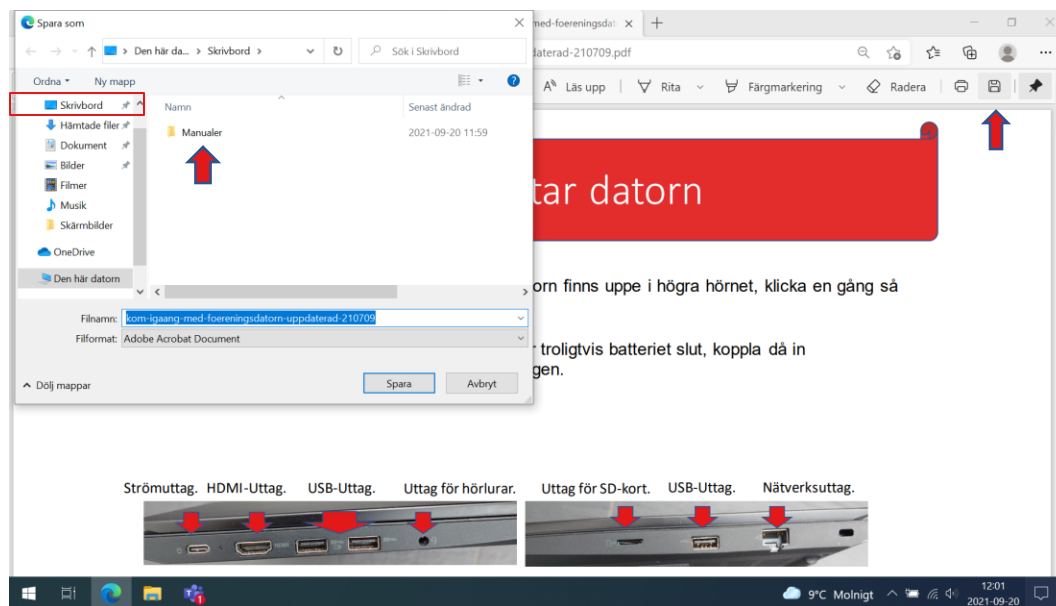 Spara som
med-foereningsdat
Den här da... Skrivbord
Sök i Skrivbord
laterad-210709.pdf
Ordna
Ny mapp
Läs upp
Rita
Färgmarkering
Radera
Skrivbord
Hämtade filer
Dokument
Bilder
Filmer
Musik
Skärmbilder
OneDrive
Den här datorn
Namn
Senast ändrad
Manualer
2021-09-20 11:59
Filnamn: kom-igaang-med-foereningsdatorn-uppdaterad-210709
Filformat: Adobe Acrobat Document
Dölj mappar
Spara
Avbryt
tar datorn
orn finns uppe i högra hörnet, klicka en gång så
troligtvis batteriet slut, koppla då in
gen.
Strömuttag. HDMI-Uttag. USB-Uttag. Uttag för hörlurar. Uttag för SD-kort. USB-Uttag. Nätverksuttag.
9°C Molnigt
12:01
2021-09-20